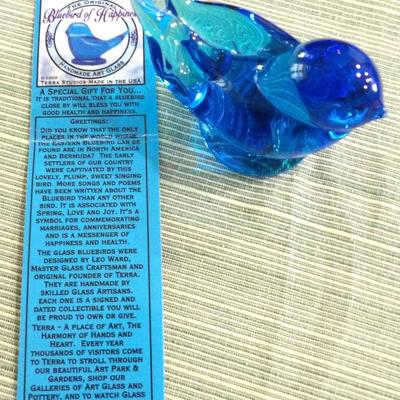 The Original
Bluebird of Happiness
Handmade Art Glass
Terra Studios-Made in the USA
A Special Gift for You...
It is traditional that a bluebird
close by will bless you with
good health and happiness.
Greetings:
Did you know that the only
places in the world where
the Eastern Bluebird can be
found are in North America
and Bermuda? The early
settlers of our country
were captivated by this
lovely, plump, sweet singing
bird. More songs and poems
have been written about the
Bluebird than any other
bird. It is associated with
Spring, Love and Joy. It's a
symbol for commemorating
marriages, anniversaries
and is a messenger of
happiness and health.
The glass bluebirds were
designed by Leo Ward,
Master Glass Craftsman and
original founder of Terra.
They are handmade by
skilled Glass Artisans.
Each one is a signed and
dated collectible you will
be proud to own or give.
Terra - A place of Art, The
Harmony of Hands and
Heart. Every year
thousands of visitors come
to Terra to stroll through
our beautiful Art Park &
Gardens, shop our
Galleries of Art Glass and
Pottery, and to watch Glass